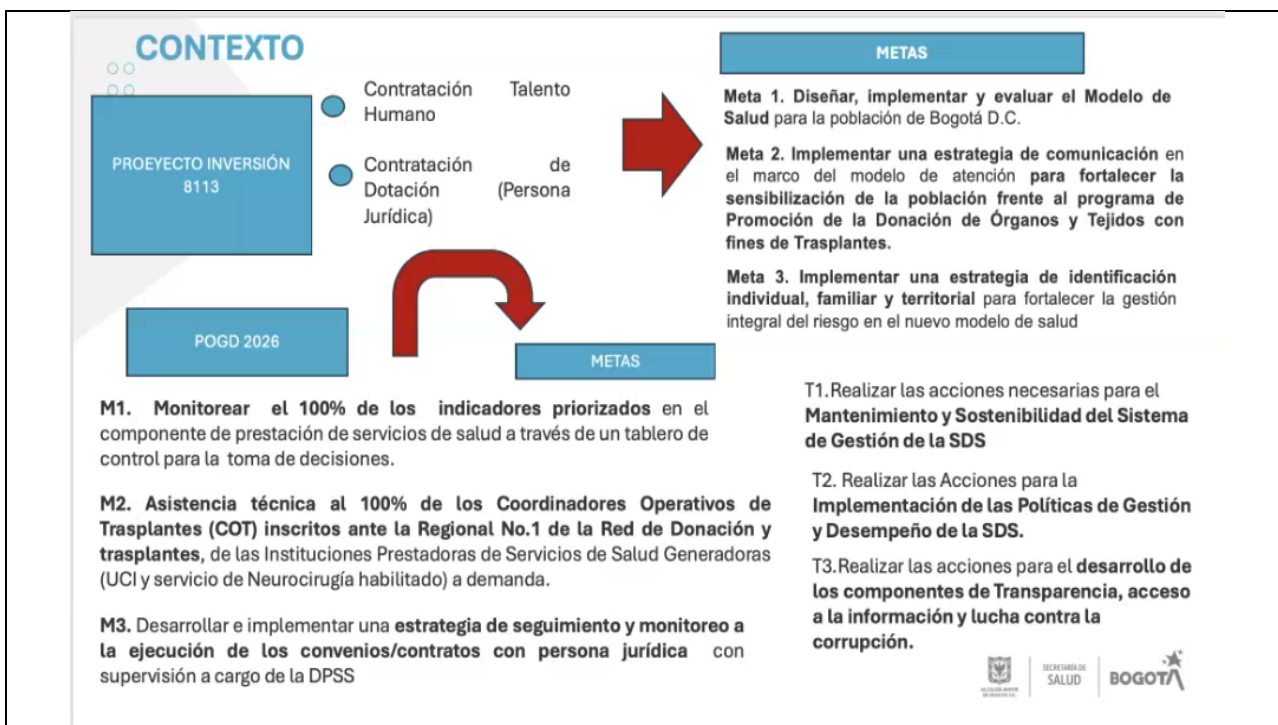 CONTEXTO
PROEYECTO INVERSIÓN
8113
Contratación Talento
Humano
Contratación de
Dotación (Persona
Jurídica)
METAS
Meta 1. Diseñar, implementar y evaluar el Modelo de
Salud para la población de Bogotá D.C.
Meta 2. Implementar una estrategia de comunicación en
el marco del modelo de atención para fortalecer la
sensibilización de la población frente al programa de
Promoción de la Donación de Órganos y Tejidos con
fines de Trasplantes.
Meta 3. Implementar una estrategia de identificación
individual, familiar y territorial para fortalecer la gestión
integral del riesgo en el nuevo modelo de salud
POGD 2026
METAS
M1. Monitorear el 100% de los indicadores priorizados en el
componente de prestación de servicios de salud a través de un tablero de
control para la toma de decisiones.
M2. Asistencia técnica al 100% de los Coordinadores Operativos de
Trasplantes (COT) inscritos ante la Regional No.1 de la Red de Donación y
trasplantes, de las Instituciones Prestadoras de Servicios de Salud Generadoras
(UCI y servicio de Neurocirugía habilitado) a demanda.
M3. Desarrollar e implementar una estrategia de seguimiento y monitoreo a
la ejecución de los convenios/contratos con persona jurídica con
supervisión a cargo de la DPSS
T1.Realizar las acciones necesarias para el
Mantenimiento y Sostenibilidad del Sistema
de Gestión de la SDS
T2. Realizar las Acciones para la
Implementación de las Políticas de Gestión
y Desempeño de la SDS.
T3.Realizar las acciones para el desarrollo de
los componentes de Transparencia, acceso
a la información y lucha contra la
corrupción.
ALCALDÍA MAYOR
DE BOGOTÁ D.C.
SECRETARÍA DE
SALUD
BOGOTÁ